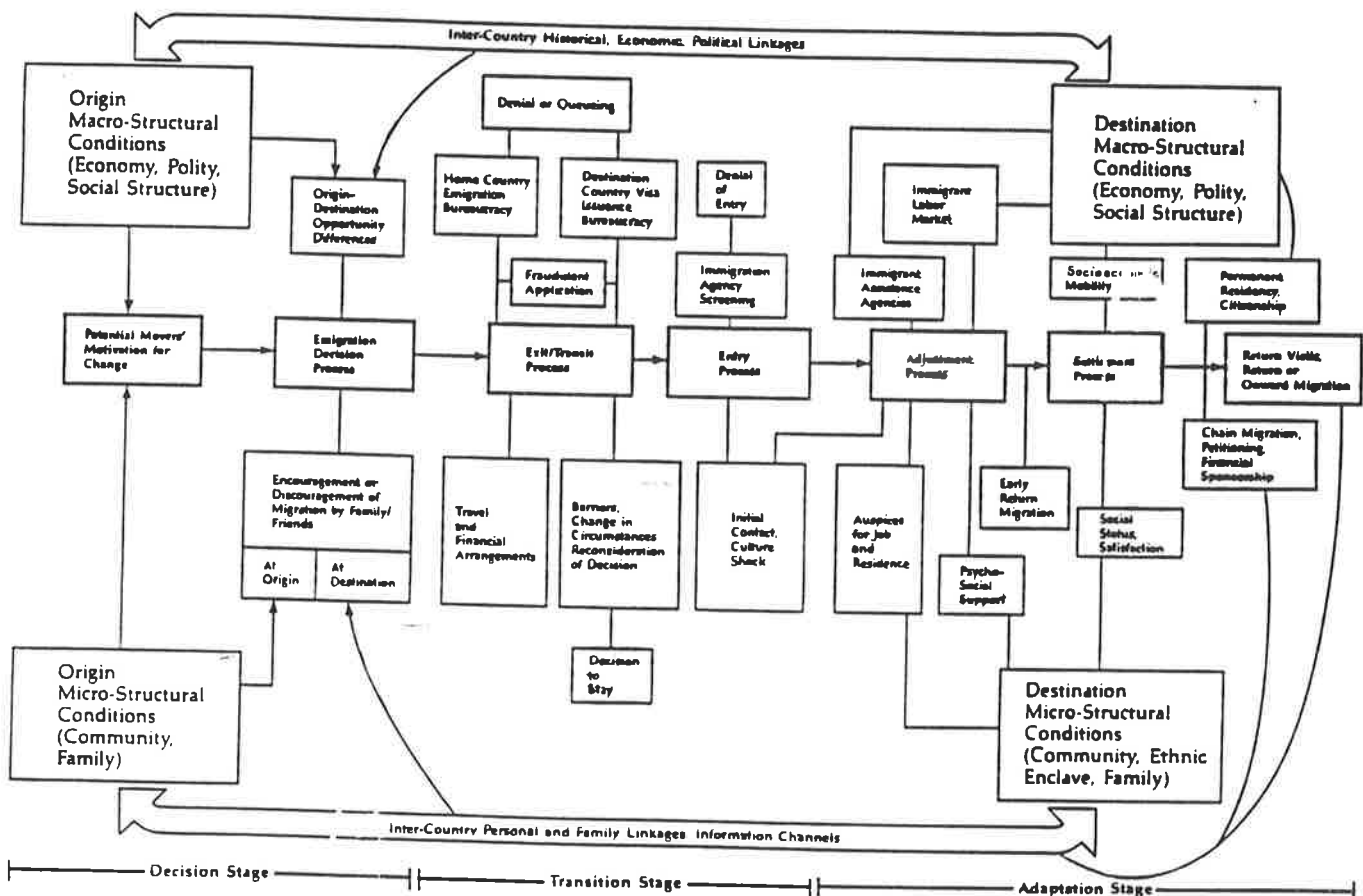 Inter-Country Historical, Economic, Political Linkages
Origin
Macro-Structural
Conditions
(Economy, Polity,
Social Structure)
Denial or Queuing
Destination
Macro-Structural
Conditions
(Economy, Polity,
Social Structure)
Origin-
Destination
Opportunity
Differences
Home Country
Emigration
Bureaucracy
Destination
Country Visa
Issuance
Bureaucracy
Denial
of
Entry
Immigrant
Labor
Market
Fraudulent
Application
Immigration
Agency
Screening
Immigrant
Assistance
Agencies
Mobility
Permanent
Residency,
Citizenship
Potential Movers'
Motivation for
Change
Emigration
Decision
Process
Exit/Transit
Process
Entry
Process
Adjustment
Process
Settlement
Process
Return Visits,
Return or
Onward Migration
Encouragement or
Discouragement of
Migration by Family/
Friends
At
Origin
At
Destination
Travel
and
Financial
Arrangements
Barriers,
Change in
Circumstances
Reconsideration
of Decision
Initial
Contact,
Culture
Shock
Auspices
for Job
and
Residence
Early
Return
Migration
Chain Migration,
Petitioning,
Financial
Sponsorship
Social
Status,
Satisfaction
Psycho-
Social
Support
Decision
to
Stay
Origin
Micro-Structural
Conditions
(Community,
Family)
Destination
Micro-Structural
Conditions
(Community, Ethnic
Enclave, Family)
Inter-Country Personal and Family Linkages Information Channels
Decision Stage
Transition Stage
Adaptation Stage